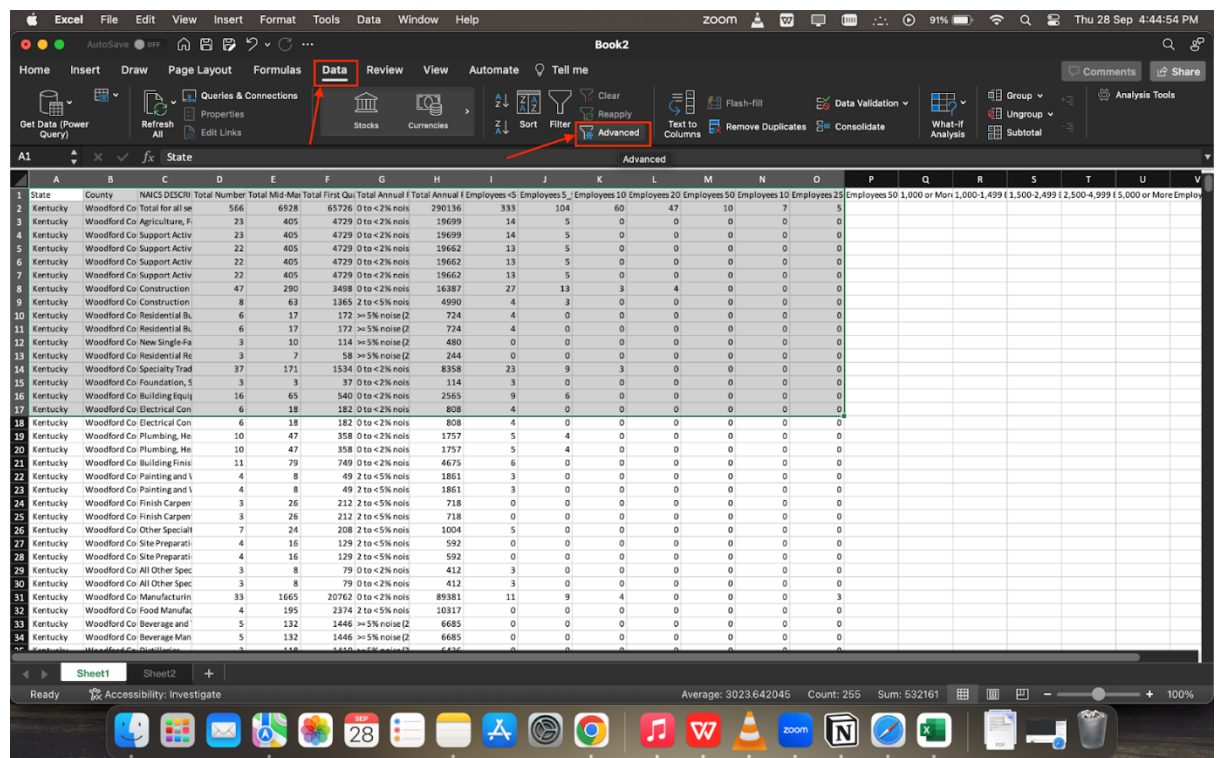 Excel File Edit View Insert Format Tools Data Window Help zoom 91% Thu 28 Sep 4:44:54 PM
AutoSave OFF Book2
Home Insert Draw Page Layout Formulas Data Review View Automate Tell me Comments Share
Get Data (Power Query) Refresh All Queries & Connections Properties Edit Links Stocks Currencies Sort Filter Clear Reapply Advanced Text to Columns Flash-fill Remove Duplicates Data Validation Consolidate What-if Analysis Group Ungroup Subtotal Analysis Tools
A1 fx State Advanced
A B C D E F G H I J K L M N O P Q R S T U V
1 State County NAICS DESCRI Total Number Total Mid-Mar Total First Qu Total Annual F Total Annual F Employees <5 Employees 5_ Employees 10 Employees 20 Employees 50 Employees 10 Employees 25 Employees 50 1,000 or More 1,000-1,499 E 1,500-2,499 E 2,500-4,999 E 5,000 or More Employ
2 Kentucky Woodford Co Total for all se 566 6928 65726 0 to <2% nois 290136 333 104 60 47 10 7 5
3 Kentucky Woodford Co Agriculture, F 23 405 4729 0 to <2% nois 19699 14 5 0 0 0 0 0
4 Kentucky Woodford Co Support Activ 23 405 4729 0 to <2% nois 19699 14 5 0 0 0 0 0
5 Kentucky Woodford Co Support Activ 22 405 4729 0 to <2% nois 19662 13 5 0 0 0 0 0
6 Kentucky Woodford Co Support Activ 22 405 4729 0 to <2% nois 19662 13 5 0 0 0 0 0
7 Kentucky Woodford Co Support Activ 22 405 4729 0 to <2% nois 19662 13 5 0 0 0 0 0
8 Kentucky Woodford Co Construction 47 290 3498 0 to <2% nois 16387 27 13 3 4 0 0 0
9 Kentucky Woodford Co Construction 8 63 1365 2 to <5% nois 4990 4 3 0 0 0 0 0
10 Kentucky Woodford Co Residential Bu 6 17 172 >= 5% noise (2 724 4 0 0 0 0 0 0
11 Kentucky Woodford Co Residential Bu 6 17 172 >= 5% noise (2 724 4 0 0 0 0 0 0
12 Kentucky Woodford Co New Single-Fa 3 10 114 >= 5% noise (2 480 0 0 0 0 0 0 0
13 Kentucky Woodford Co Residential Re 3 7 58 >= 5% noise (2 244 0 0 0 0 0 0 0
14 Kentucky Woodford Co Specialty Trad 37 171 1534 0 to <2% nois 8358 23 9 3 0 0 0 0
15 Kentucky Woodford Co Foundation, S 3 3 37 0 to <2% nois 114 3 0 0 0 0 0 0
16 Kentucky Woodford Co Building Equip 16 65 540 0 to <2% nois 2565 9 6 0 0 0 0 0
17 Kentucky Woodford Co Electrical Con 6 18 182 0 to <2% nois 808 4 0 0 0 0 0 0
18 Kentucky Woodford Co Electrical Con 6 18 182 0 to <2% nois 808 4 0 0 0 0 0 0
19 Kentucky Woodford Co Plumbing, He 10 47 358 0 to <2% nois 1757 5 4 0 0 0 0 0
20 Kentucky Woodford Co Plumbing, He 10 47 358 0 to <2% nois 1757 5 4 0 0 0 0 0
21 Kentucky Woodford Co Building Finis 11 79 749 0 to <2% nois 4675 6 0 0 0 0 0 0
22 Kentucky Woodford Co Painting and W 4 8 49 2 to <5% nois 1861 3 0 0 0 0 0 0
23 Kentucky Woodford Co Painting and W 4 8 49 2 to <5% nois 1861 3 0 0 0 0 0 0
24 Kentucky Woodford Co Finish Carpen 3 26 212 2 to <5% nois 718 0 0 0 0 0 0 0
25 Kentucky Woodford Co Finish Carpen 3 26 212 2 to <5% nois 718 0 0 0 0 0 0 0
26 Kentucky Woodford Co Other Specialt 7 24 208 2 to <5% nois 1004 5 0 0 0 0 0 0
27 Kentucky Woodford Co Site Preparati 4 16 129 2 to <5% nois 592 0 0 0 0 0 0 0
28 Kentucky Woodford Co Site Preparati 4 16 129 2 to <5% nois 592 0 0 0 0 0 0 0
29 Kentucky Woodford Co All Other Spec 3 8 79 0 to <2% nois 412 3 0 0 0 0 0 0
30 Kentucky Woodford Co All Other Spec 3 8 79 0 to <2% nois 412 3 0 0 0 0 0 0
31 Kentucky Woodford Co Manufacturin 33 1665 20762 0 to <2% nois 89381 11 9 4 0 0 0 3
32 Kentucky Woodford Co Food Manufac 4 195 2374 2 to <5% nois 10317 0 0 0 0 0 0 0
33 Kentucky Woodford Co Beverage and 5 132 1446 >= 5% noise (2 6685 0 0 0 0 0 0 0
34 Kentucky Woodford Co Beverage Man 5 132 1446 >= 5% noise (2 6685 0 0 0 0 0 0 0
Sheet1 Sheet2 +
Ready Accessibility: Investigate Average: 3023.642045 Count: 255 Sum: 532161 − + 100%
SEP
28
zoom
PDF